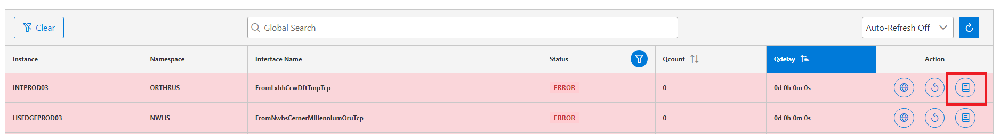 Clear
Global Search
Auto-Refresh Off
Instance Namespace Interface Name Status Qcount Qdelay Action
INTPROD03 ORTHRUS FromLxhhCcwDftTmpTcp ERROR 0 0d 0h 0m 0s
HSEDGEPROD03 NWHS FromNwhsCernerMillenniumOruTcp ERROR 0 0d 0h 0m 0s